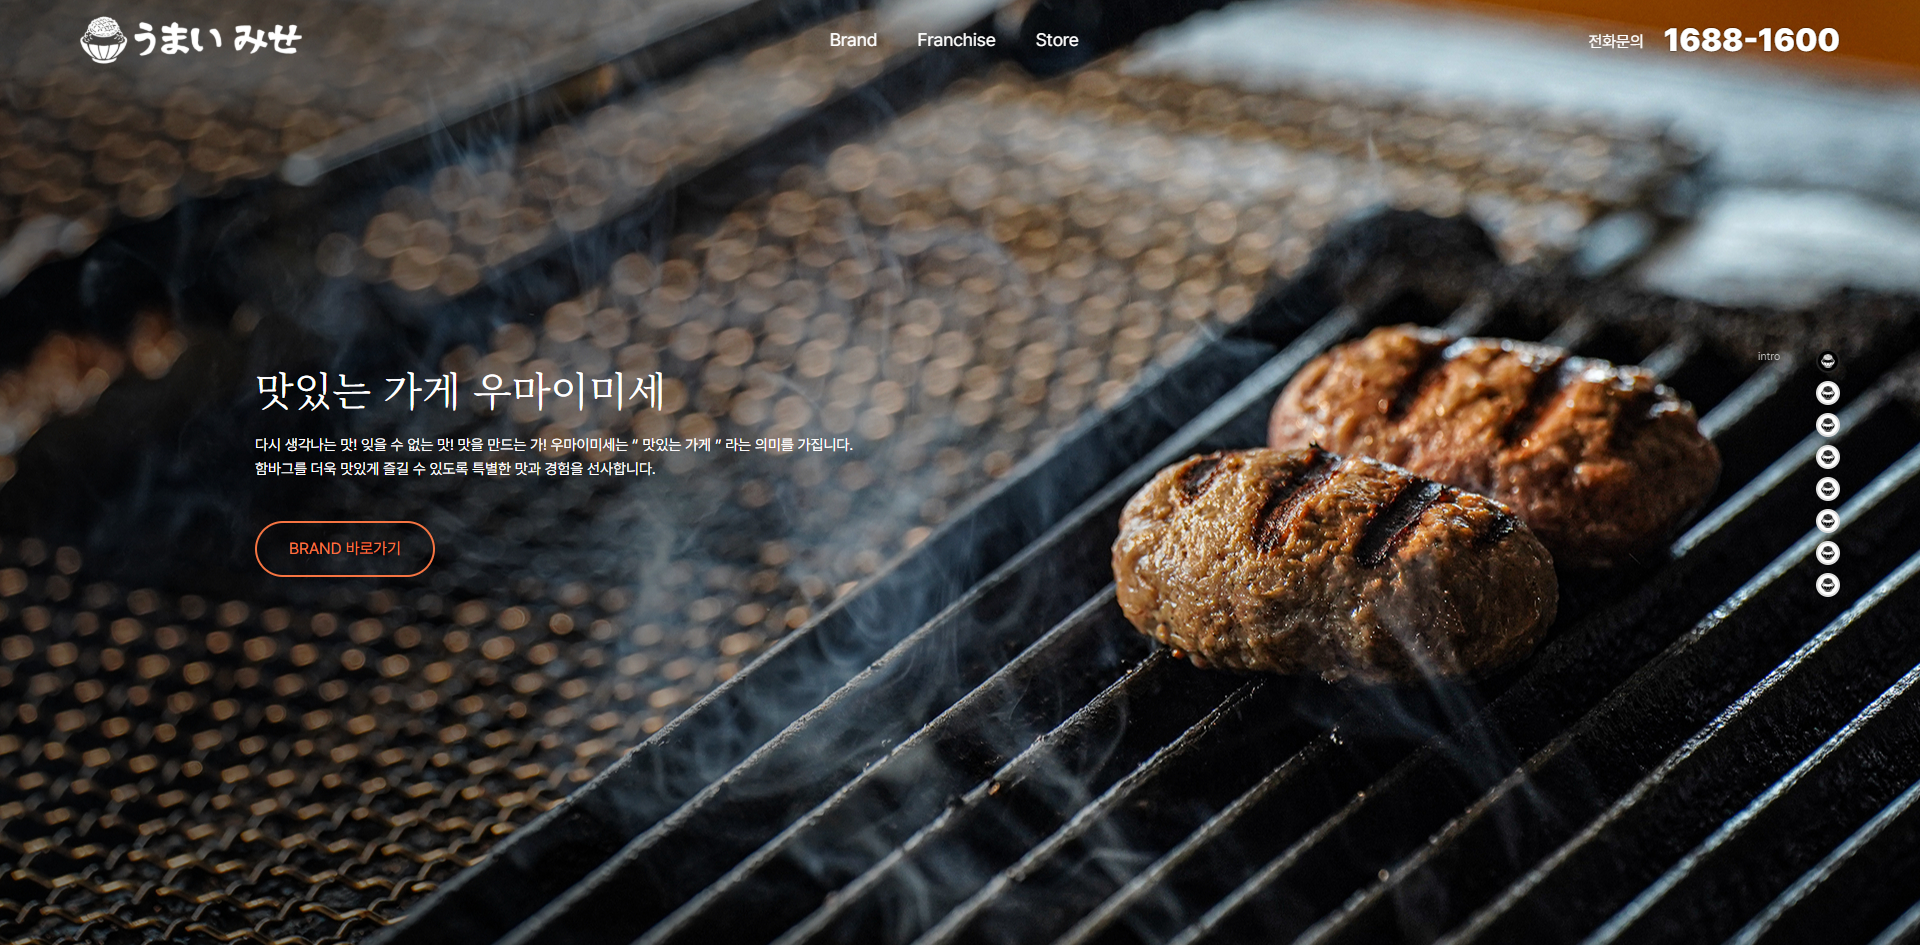 うまい みせ
Brand
Franchise
Store
전화문의 1688-1600
intro
맛있는 가게 우마이미세
다시 생각나는 맛! 잊을 수 없는 맛! 맛을 만드는 가! 우마이미세는 “ 맛있는 가게 ” 라는 의미를 가집니다.
함바그를 더욱 맛있게 즐길 수 있도록 특별한 맛과 경험을 선사합니다.
BRAND 바로가기